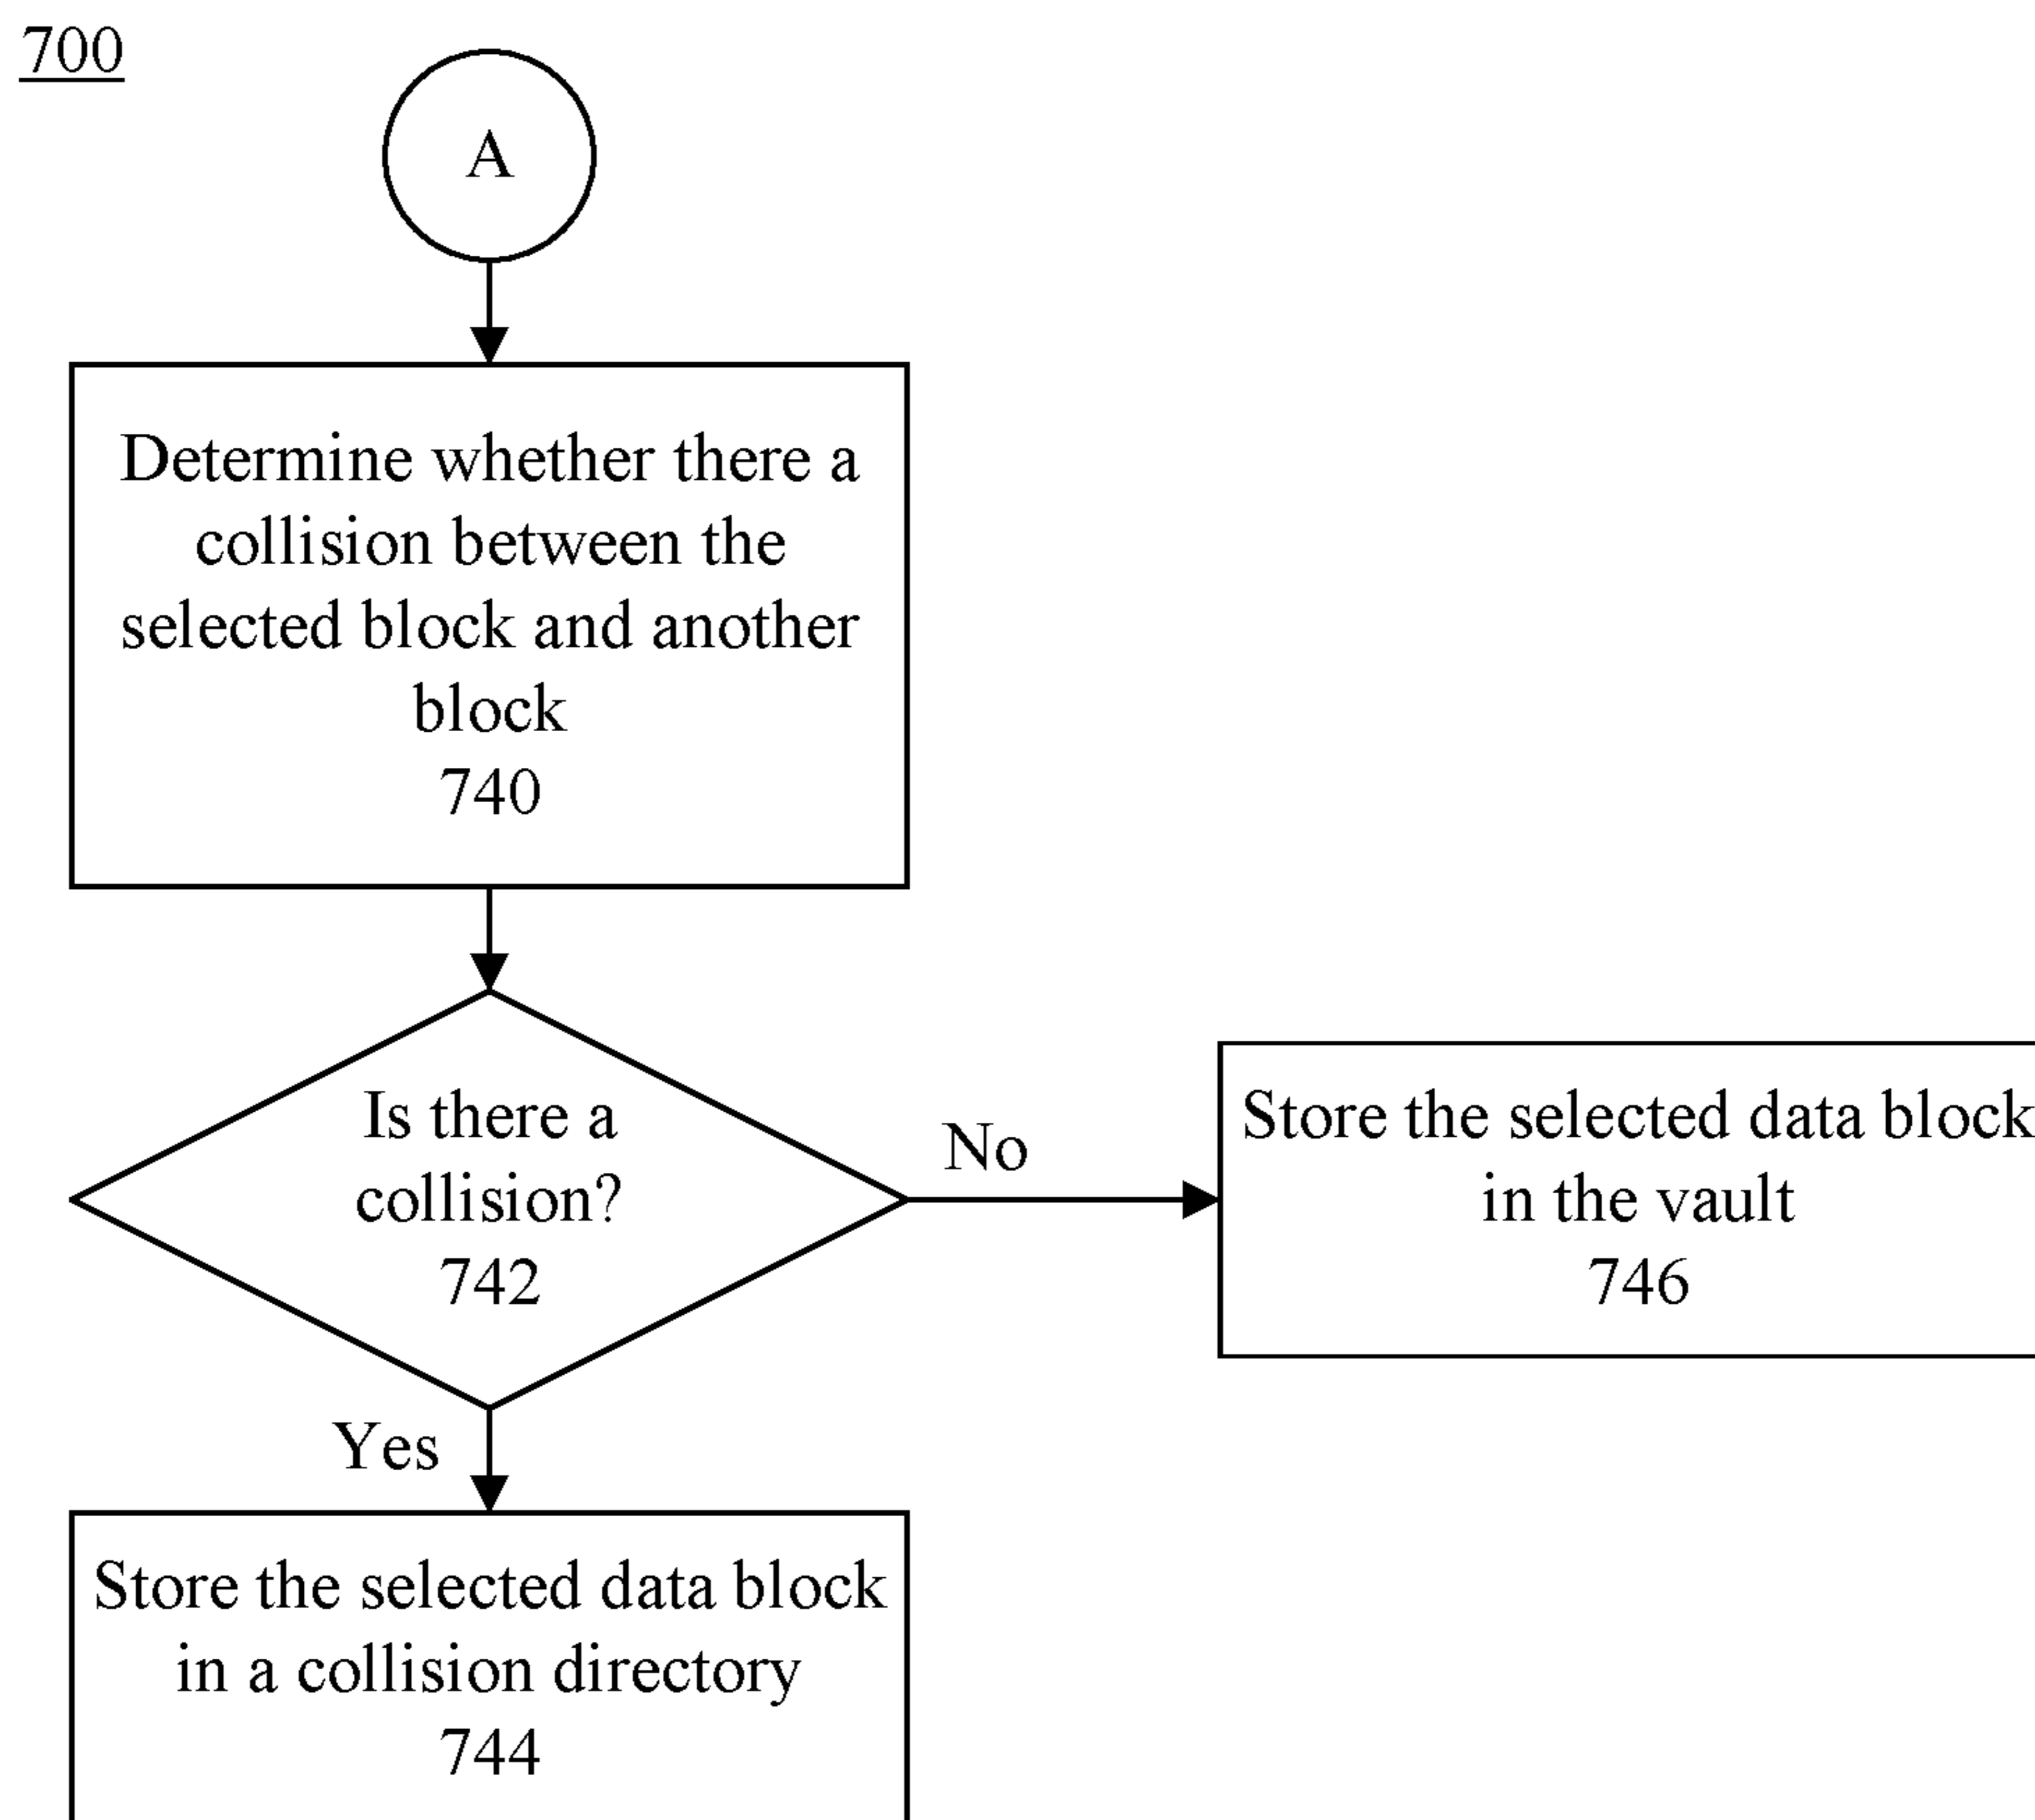 700
A
Determine whether there a
collision between the
selected block and another
block
740
Is there a
collision?
742
No
Store the selected data block
in the vault
746
Yes
Store the selected data block
in a collision directory
744